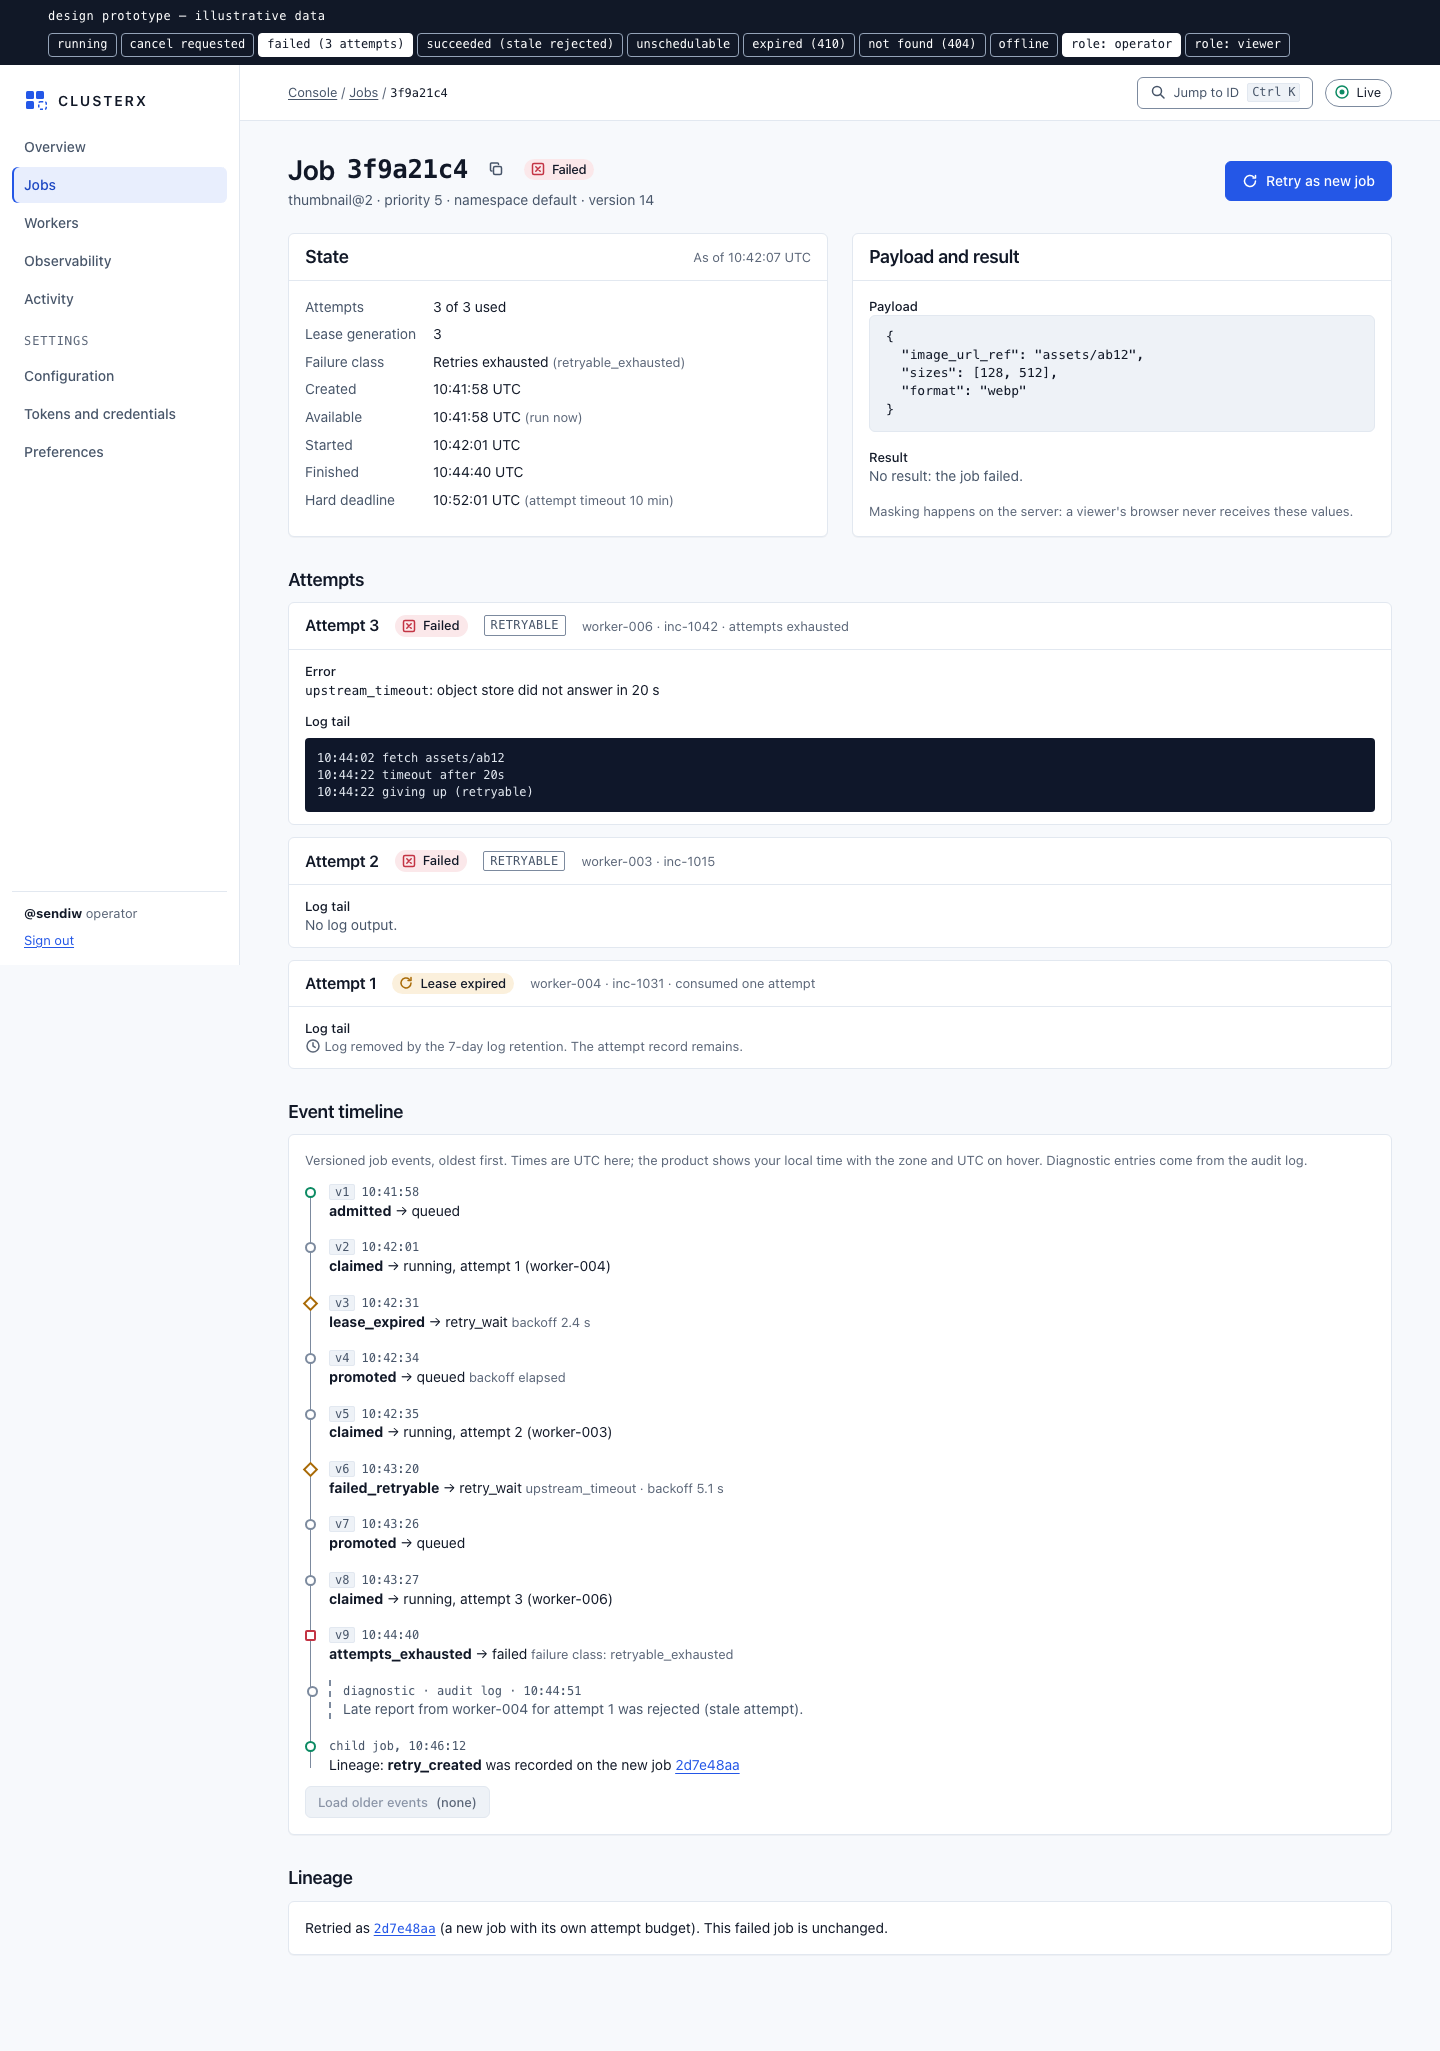 design prototype — illustrative data
running cancel requested failed (3 attempts) succeeded (stale rejected) unschedulable expired (410) not found (404) offline role: operator role: viewer
CLUSTERX
Overview
Jobs
Workers
Observability
Activity
SETTINGS
Configuration
Tokens and credentials
Preferences
@sendiw operator
Sign out
Console / Jobs / 3f9a21c4
Jump to ID Ctrl K
Live
Job 3f9a21c4 Failed
thumbnail@2 · priority 5 · namespace default · version 14
Retry as new job
State As of 10:42:07 UTC
Attempts 3 of 3 used
Lease generation 3
Failure class Retries exhausted (retryable_exhausted)
Created 10:41:58 UTC
Available 10:41:58 UTC (run now)
Started 10:42:01 UTC
Finished 10:44:40 UTC
Hard deadline 10:52:01 UTC (attempt timeout 10 min)
Payload and result
Payload
{
"image_url_ref": "assets/ab12",
"sizes": [128, 512],
"format": "webp"
}
Result
No result: the job failed.
Masking happens on the server: a viewer's browser never receives these values.
Attempts
Attempt 3 Failed RETRYABLE worker-006 · inc-1042 · attempts exhausted
Error
upstream_timeout: object store did not answer in 20 s
Log tail
10:44:02 fetch assets/ab12
10:44:22 timeout after 20s
10:44:22 giving up (retryable)
Attempt 2 Failed RETRYABLE worker-003 · inc-1015
Log tail
No log output.
Attempt 1 Lease expired worker-004 · inc-1031 · consumed one attempt
Log tail
Log removed by the 7-day log retention. The attempt record remains.
Event timeline
Versioned job events, oldest first. Times are UTC here; the product shows your local time with the zone and UTC on hover. Diagnostic entries come from the audit log.
v1 10:41:58
admitted → queued
v2 10:42:01
claimed → running, attempt 1 (worker-004)
v3 10:42:31
lease_expired → retry_wait backoff 2.4 s
v4 10:42:34
promoted → queued backoff elapsed
v5 10:42:35
claimed → running, attempt 2 (worker-003)
v6 10:43:20
failed_retryable → retry_wait upstream_timeout · backoff 5.1 s
v7 10:43:26
promoted → queued
v8 10:43:27
claimed → running, attempt 3 (worker-006)
v9 10:44:40
attempts_exhausted → failed failure class: retryable_exhausted
diagnostic · audit log · 10:44:51
Late report from worker-004 for attempt 1 was rejected (stale attempt).
child job, 10:46:12
Lineage: retry_created was recorded on the new job 2d7e48aa
Load older events (none)
Lineage
Retried as 2d7e48aa (a new job with its own attempt budget). This failed job is unchanged.